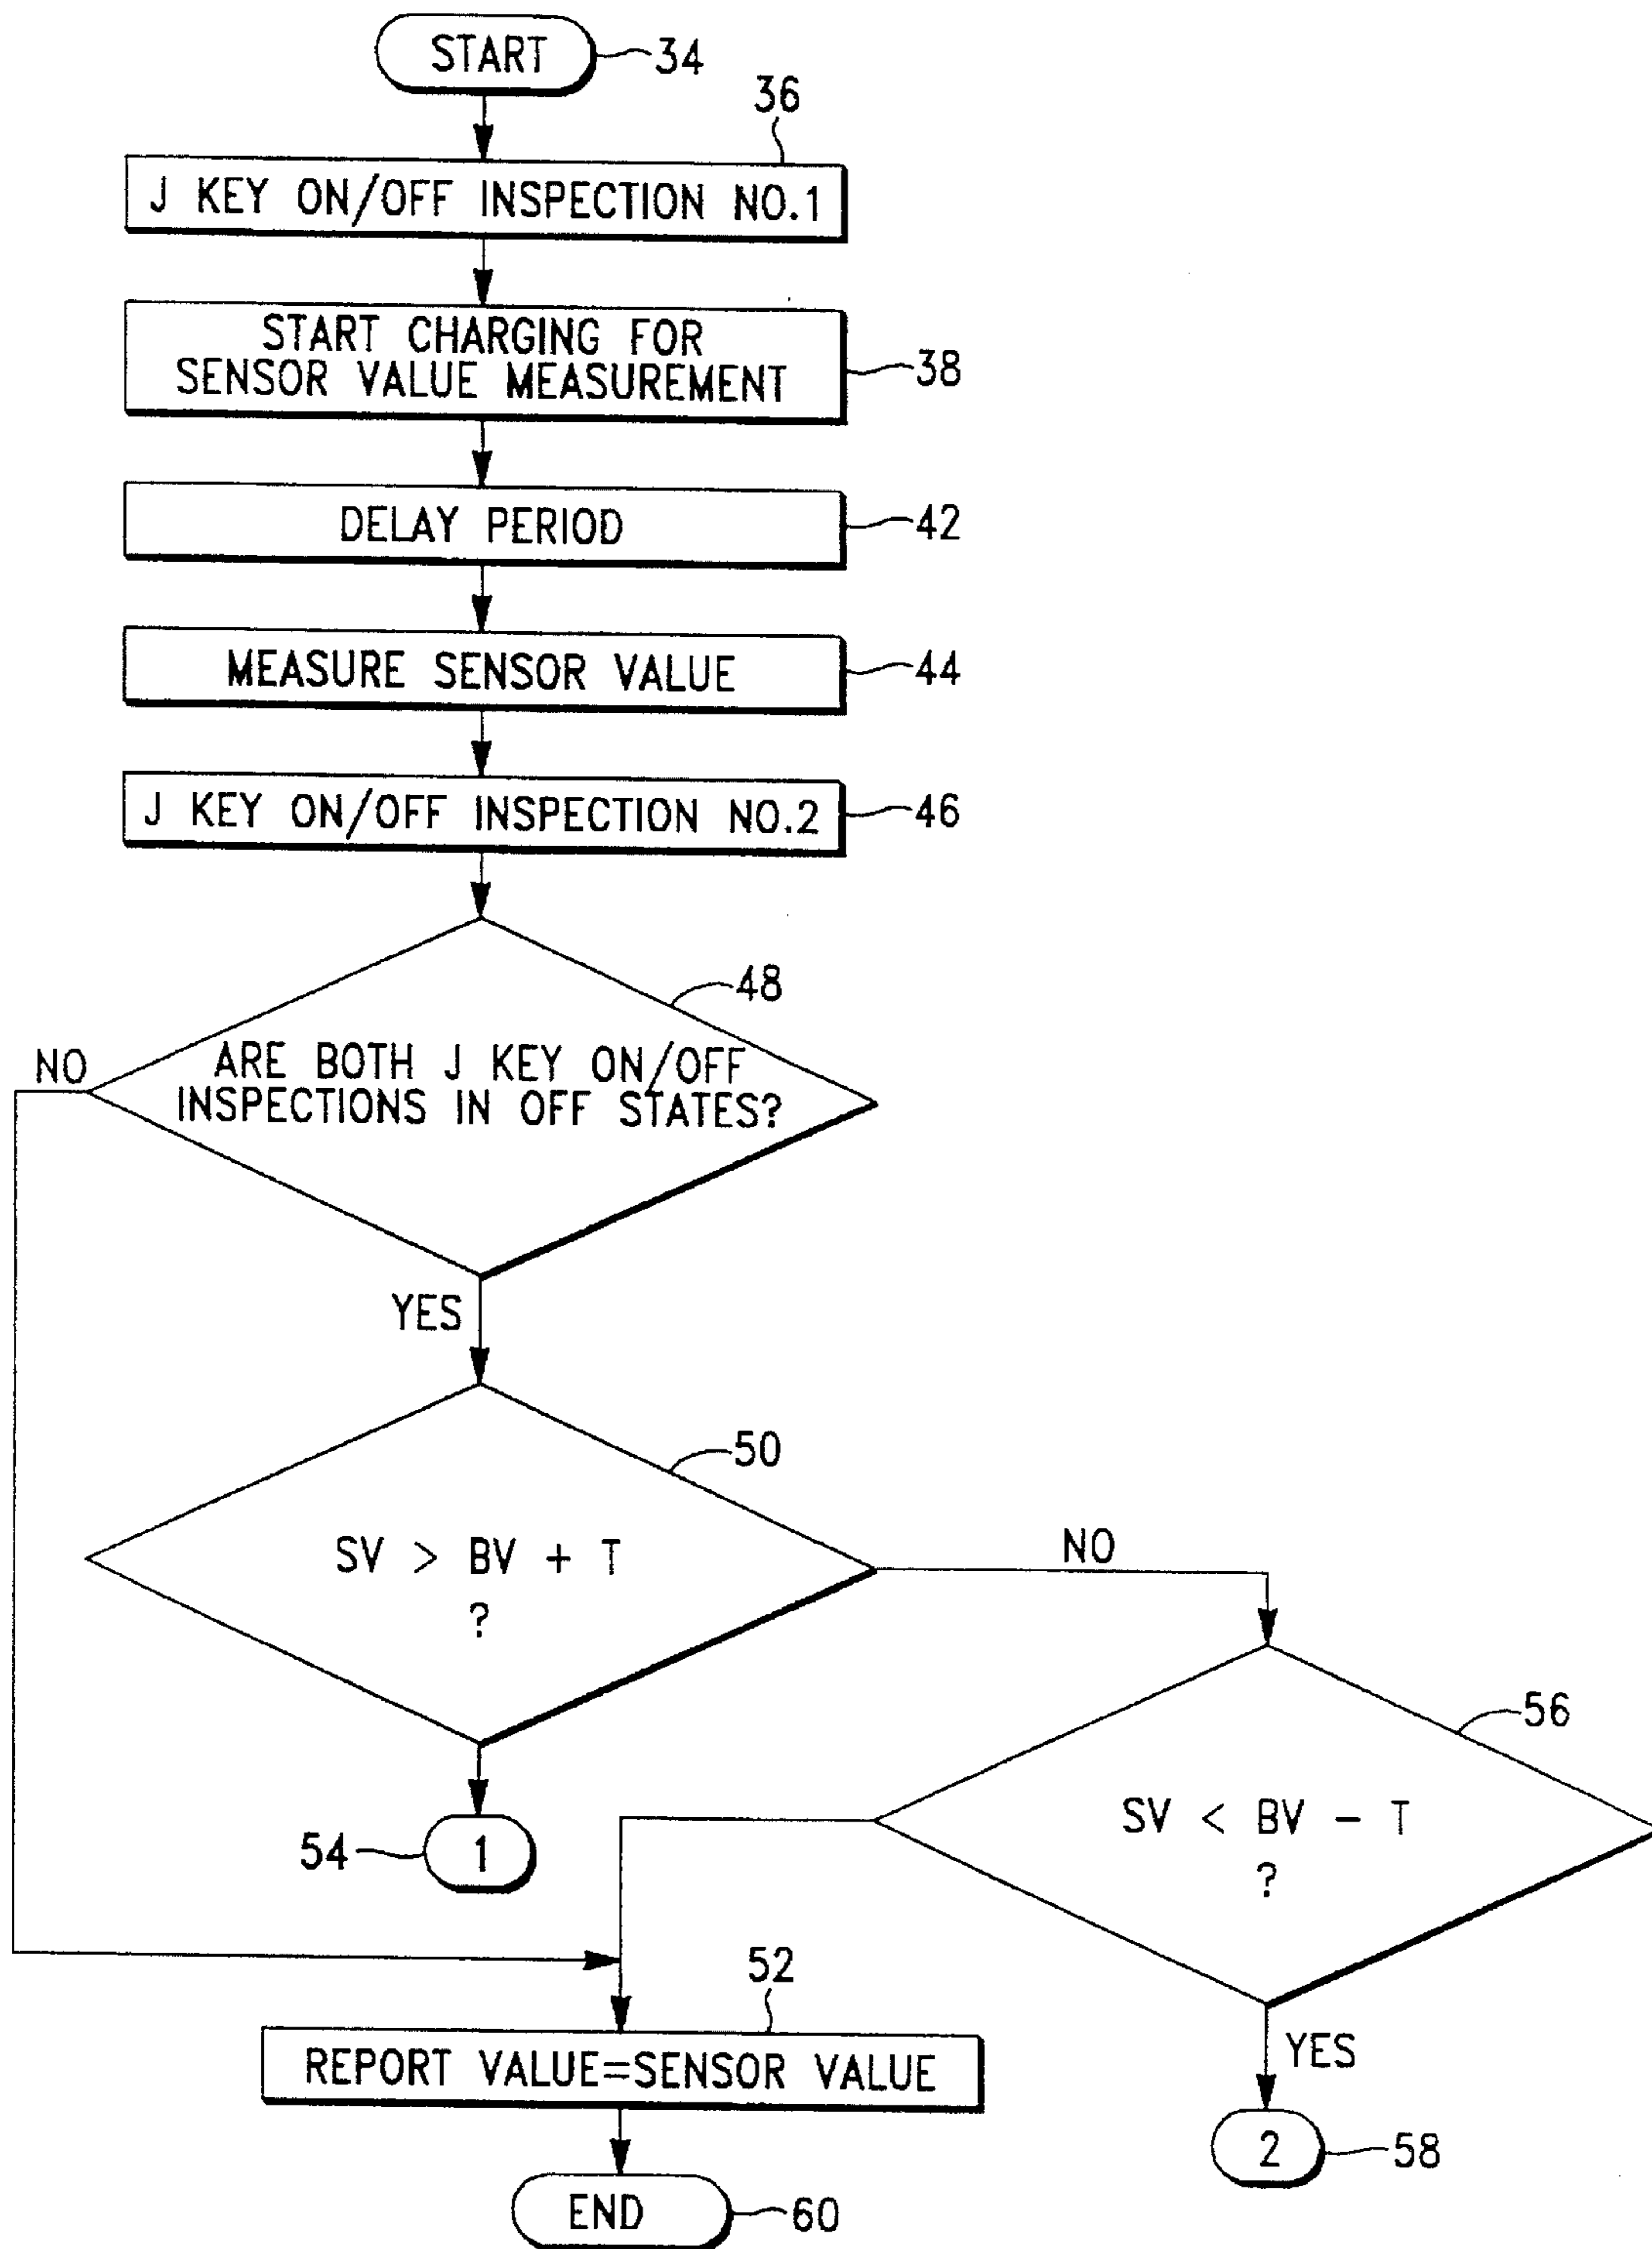 START
34
36
J KEY ON/OFF INSPECTION NO.1
START CHARGING FOR
SENSOR VALUE MEASUREMENT
38
DELAY PERIOD
42
MEASURE SENSOR VALUE
44
J KEY ON/OFF INSPECTION NO.2
46
48
NO
ARE BOTH J KEY ON/OFF
INSPECTIONS IN OFF STATES?
YES
50
SV > BV + T
?
NO
56
SV < BV - T
?
54
1
52
REPORT VALUE=SENSOR VALUE
YES
2
58
END
60